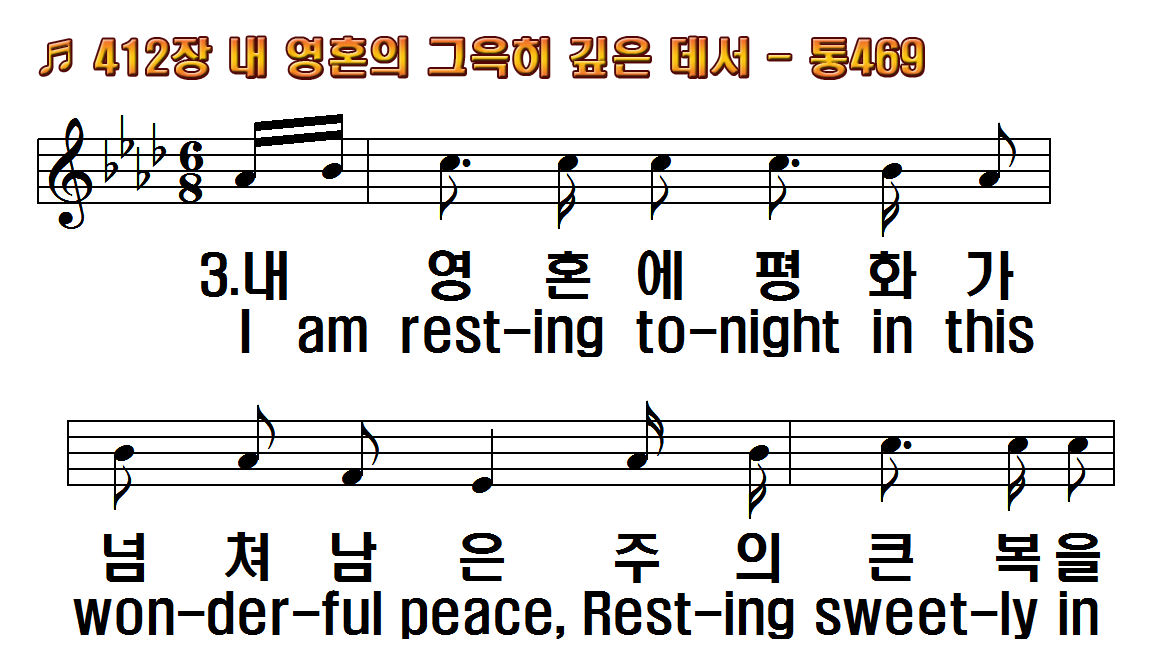 ♬ 412장 내 영혼의 그윽히 깊은 데서 - 통469
6
8
3.내 영 혼 에 평 화 가
I am rest-ing to-night in this
넘 쳐 남 은 주 의 큰 복 을
won-der-ful peace, Rest-ing sweet-ly in